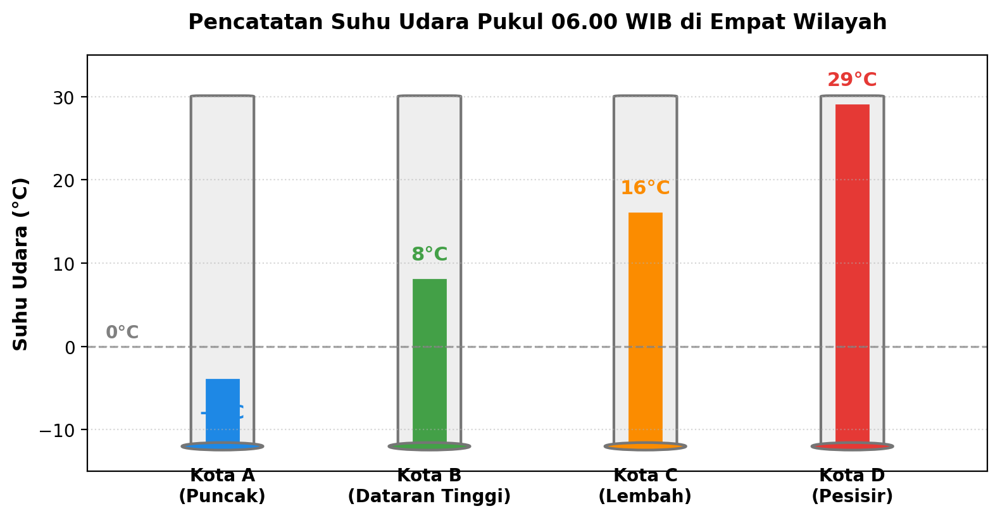 Pencatatan Suhu Udara Pukul 06.00 WIB di Empat Wilayah
Suhu Udara (°C)
30
20
10
0
−10
0°C
8°C
16°C
29°C
Kota A
(Puncak)
Kota B
(Dataran Tinggi)
Kota C
(Lembah)
Kota D
(Pesisir)